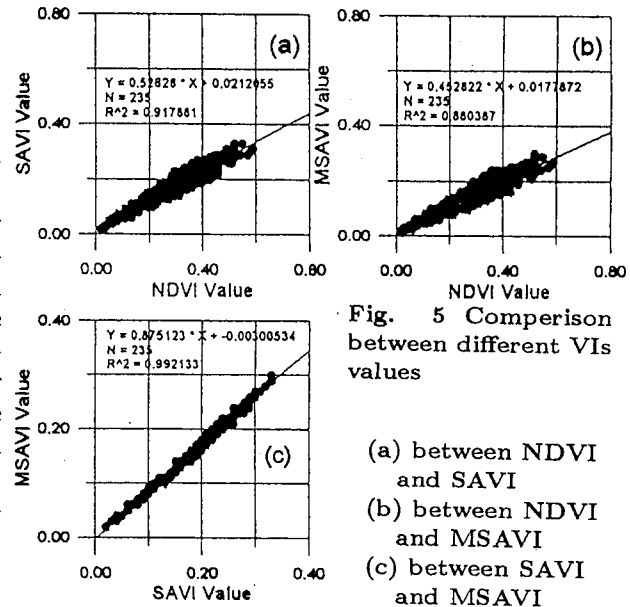 0.80
(a)
Y = 0.52828 * X + 0.0212055
N = 235
R^2 = 0.917881
0.40
0.00
SAVI Value
0.00
0.40
0.80
NDVI Value
0.80
(b)
Y = 0.452822 * X + 0.0177872
N = 235
R^2 = 0.880387
0.40
0.00
MSAVI Value
0.00
0.40
0.80
NDVI Value
0.40
Y = 0.875123 * X + -0.00300534
N = 235
R^2 = 0.992133
0.20
(c)
0.00
MSAVI Value
0.00
0.20
0.40
SAVI Value
Fig. 5 Comperison
between different VIs
values
(a) between NDVI
and SAVI
(b) between NDVI
and MSAVI
(c) between SAVI
and MSAVI